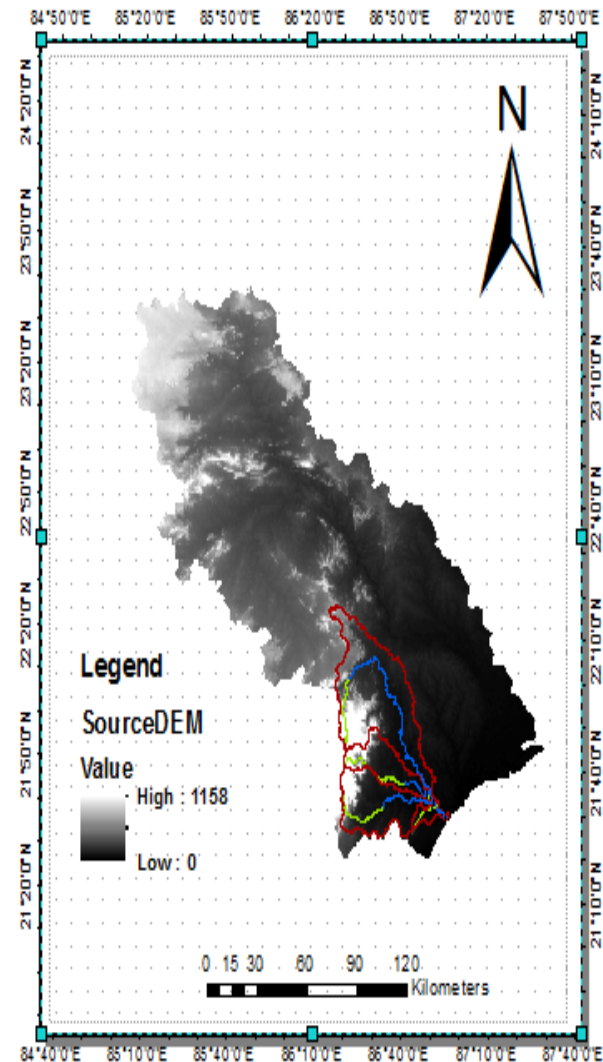 84°50'0"E 85°20'0"E 85°50'0"E 86°20'0"E 86°50'0"E 87°20'0"E 87°50'0"E
24°20'0"N
23°50'0"N
23°20'0"N
22°50'0"N
22°20'0"N
21°50'0"N
21°20'0"N
N
24°10'0"N
23°40'0"N
23°10'0"N
22°40'0"N
22°10'0"N
21°40'0"N
21°10'0"N
Legend
SourceDEM
Value
High : 1158
Low : 0
0 15 30 60 90 120
Kilometers
84°40'0"E 85°10'0"E 85°40'0"E 86°10'0"E 86°40'0"E 87°10'0"E 87°40'0"E